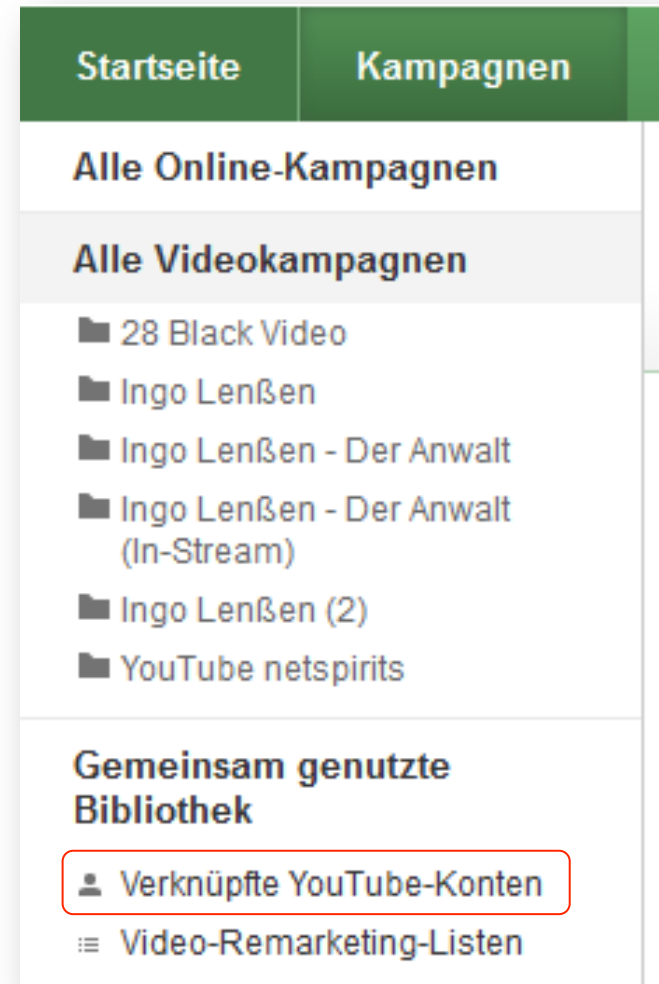 Startseite Kampagnen
Alle Online-Kampagnen
Alle Videokampagnen
28 Black Video
Ingo Lenßen
Ingo Lenßen - Der Anwalt
Ingo Lenßen - Der Anwalt
(In-Stream)
Ingo Lenßen (2)
YouTube netspirits
Gemeinsam genutzte
Bibliothek
Verknüpfte YouTube-Konten
Video-Remarketing-Listen